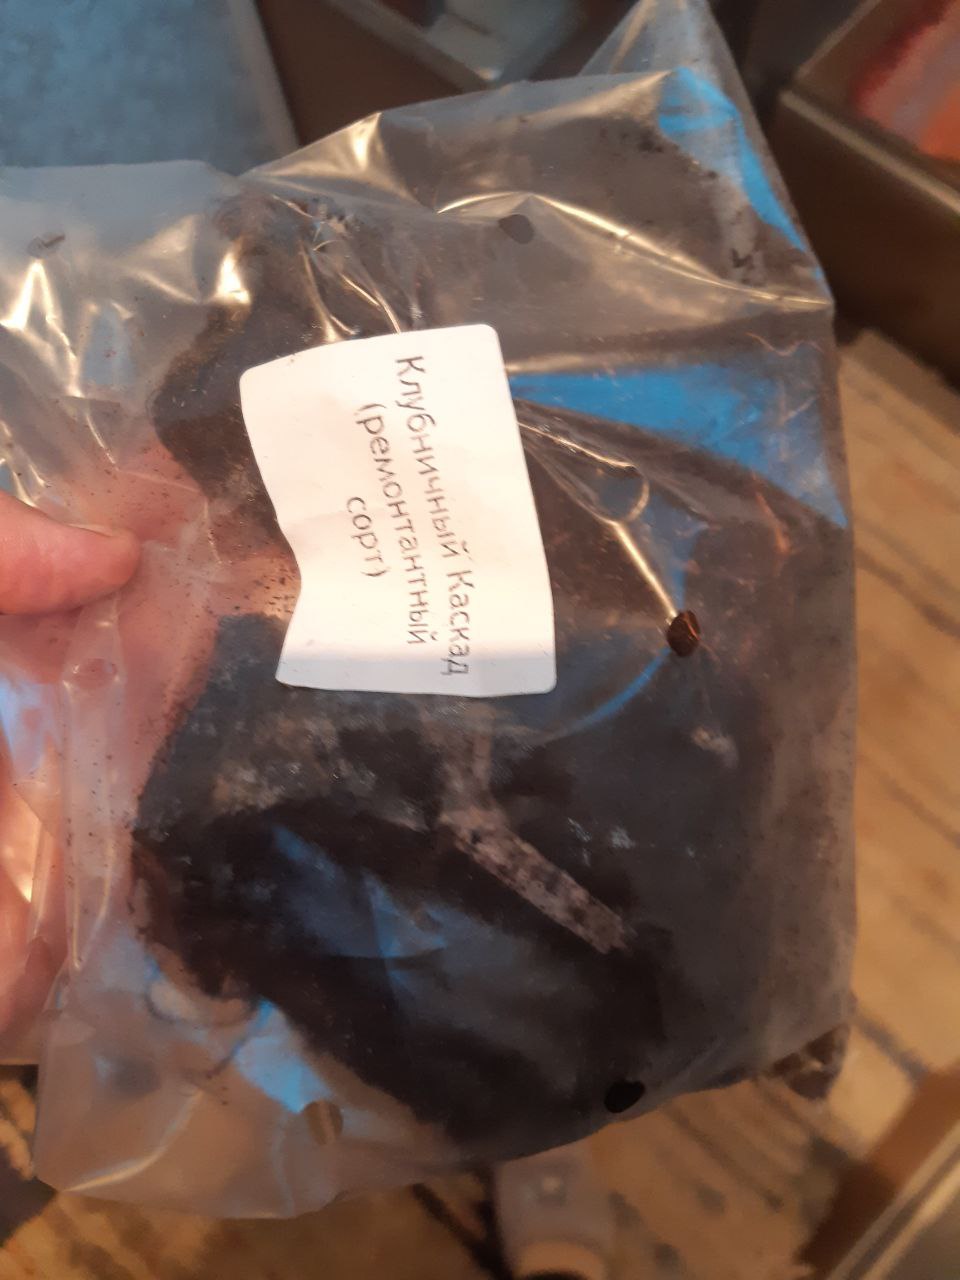 Клубничный Каскад
(ремонтантный
сорт)